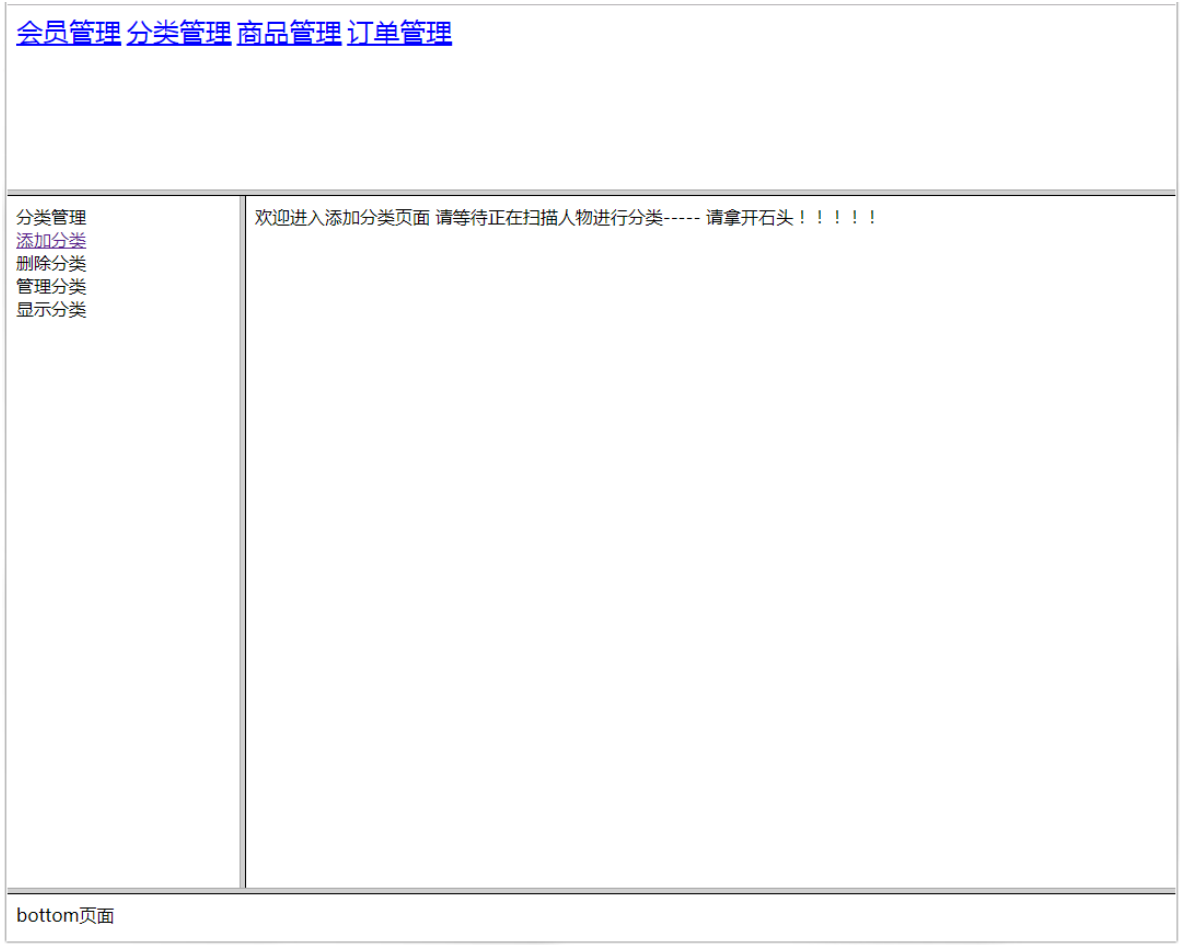 会员管理 分类管理 商品管理 订单管理
分类管理
添加分类
删除分类
管理分类
显示分类
欢迎进入添加分类页面 请等待正在扫描人物进行分类----- 请拿开石头！！！！！
bottom页面